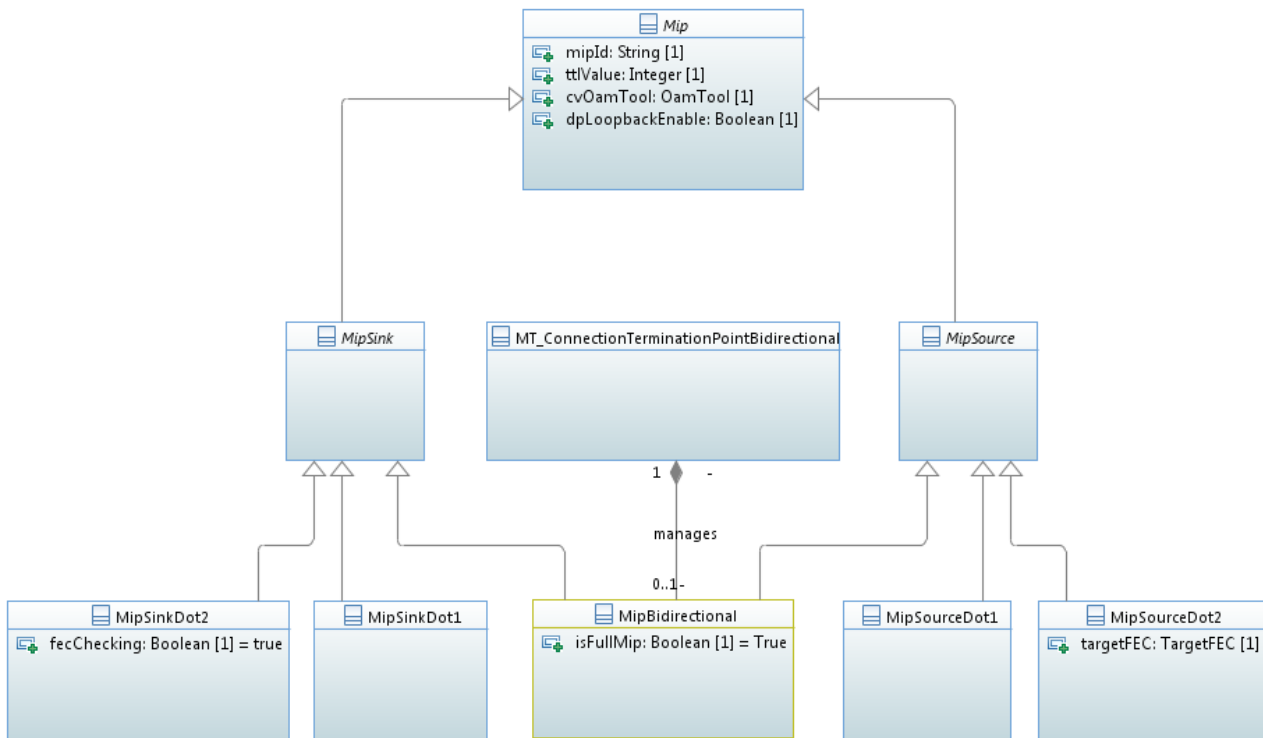 Mip
mipId: String [1]
ttlValue: Integer [1]
cvOamTool: OamTool [1]
dpLoopbackEnable: Boolean [1]
MipSink
MT_ConnectionTerminationPointBidirectional
MipSource
1 -
manages
0..1-
MipSinkDot2
fecChecking: Boolean [1] = true
MipSinkDot1
MipBidirectional
isFullMip: Boolean [1] = True
MipSourceDot1
MipSourceDot2
targetFEC: TargetFEC [1]